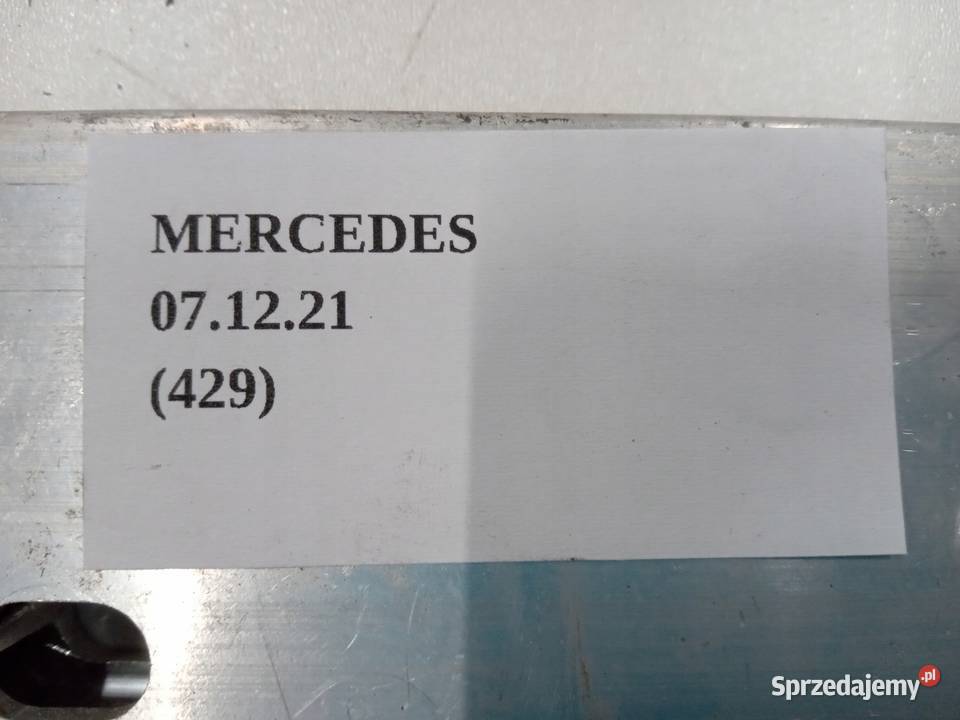 MERCEDES
07.12.21
(429)
Sprzedajemy.pl